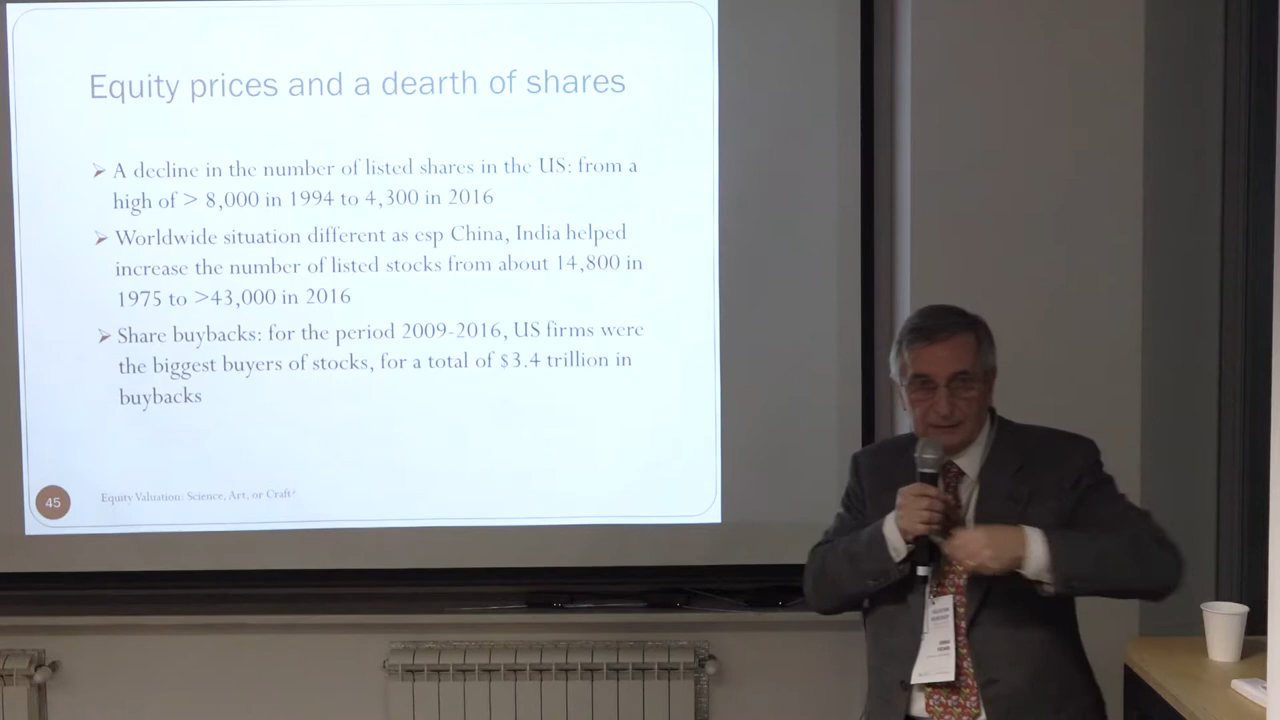 Equity prices and a dearth of shares
A decline in the number of listed shares in the US: from a
high of > 8,000 in 1994 to 4,300 in 2016
Worldwide situation different as esp China, India helped
increase the number of listed stocks from about 14,800 in
1975 to >43,000 in 2016
Share buybacks: for the period 2009-2016, US firms were
the biggest buyers of stocks, for a total of $3.4 trillion in
buybacks
45
Equity Valuation: Science, Art, or Craft?